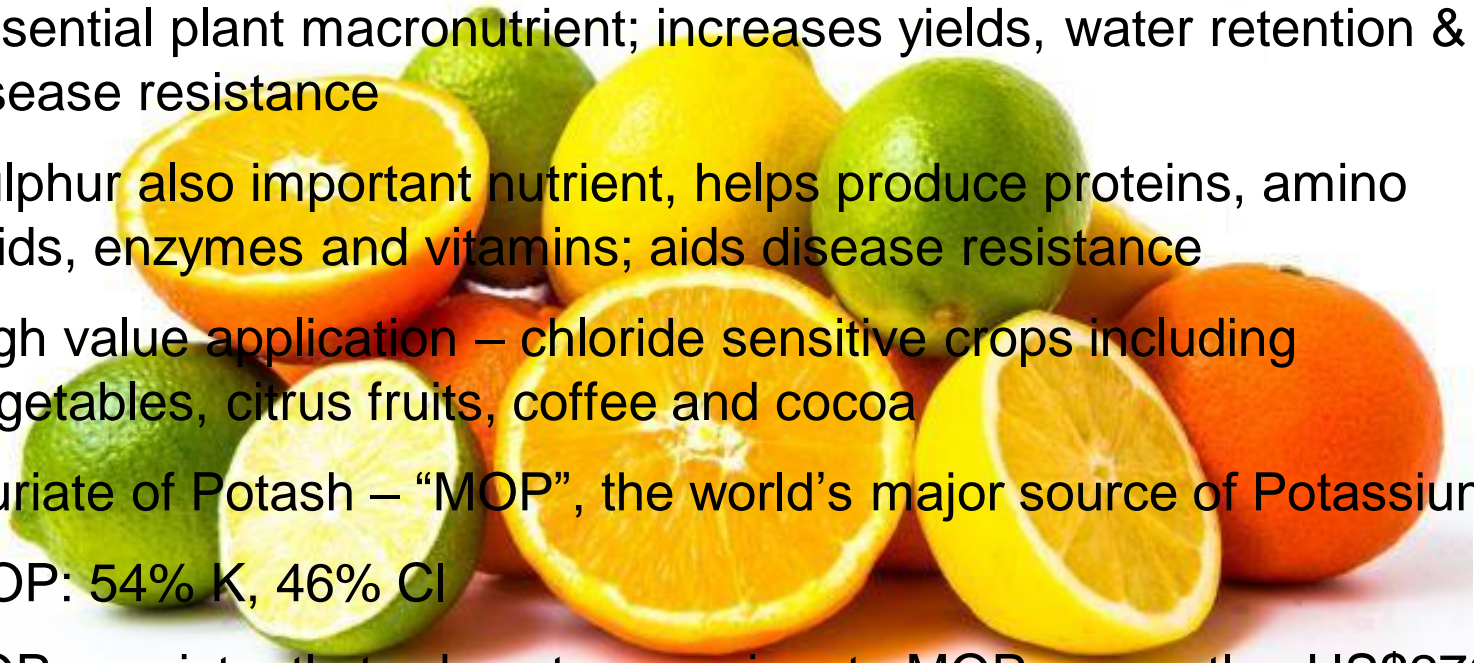 sential plant macronutrient; increases yields, water retention &
sease resistance
lphur also important nutrient, helps produce proteins, amino
ids, enzymes and vitamins; aids disease resistance
gh value application – chloride sensitive crops including
getables, citrus fruits, coffee and cocoa
uriate of Potash – “MOP”, the world’s major source of Potassium
OP: 54% K, 46% Cl
MOP